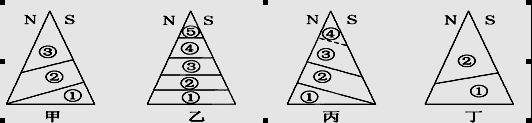 N S N S N S N S
③ ② ① 甲
⑤ ④ ③ ② ① 乙
④ ③ ② ① 丙
② ① 丁